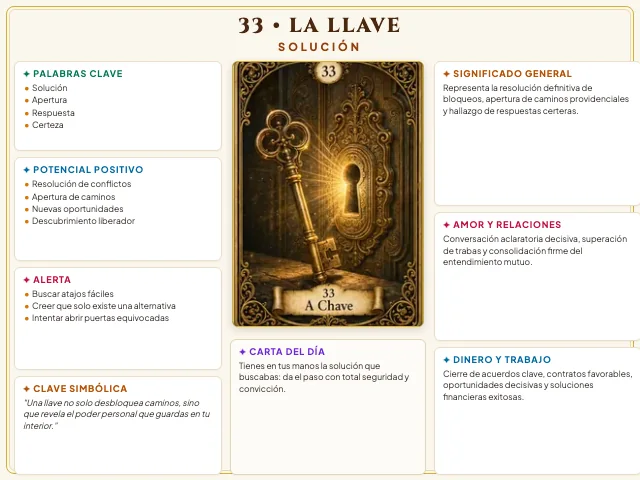 33 • LA LLAVE
SOLUCIÓN
✦ PALABRAS CLAVE
● Solución
● Apertura
● Respuesta
● Certeza
✦ POTENCIAL POSITIVO
● Resolución de conflictos
● Apertura de caminos
● Nuevas oportunidades
● Descubrimiento liberador
✦ ALERTA
● Buscar atajos fáciles
● Creer que solo existe una alternativa
● Intentar abrir puertas equivocadas
✦ CLAVE SIMBÓLICA
"Una llave no solo desbloquea caminos, sino
que revela el poder personal que guardas en tu
interior."
33
33
A Chave
✦ CARTA DEL DÍA
Tienes en tus manos la solución que
buscabas: da el paso con total seguridad y
convicción.
✦ SIGNIFICADO GENERAL
Representa la resolución definitiva de
bloqueos, apertura de caminos providenciales
y hallazgo de respuestas certeras.
✦ AMOR Y RELACIONES
Conversación aclaratoria decisiva, superación
de trabas y consolidación firme del
entendimiento mutuo.
✦ DINERO Y TRABAJO
Cierre de acuerdos clave, contratos favorables,
oportunidades decisivas y soluciones
financieras exitosas.